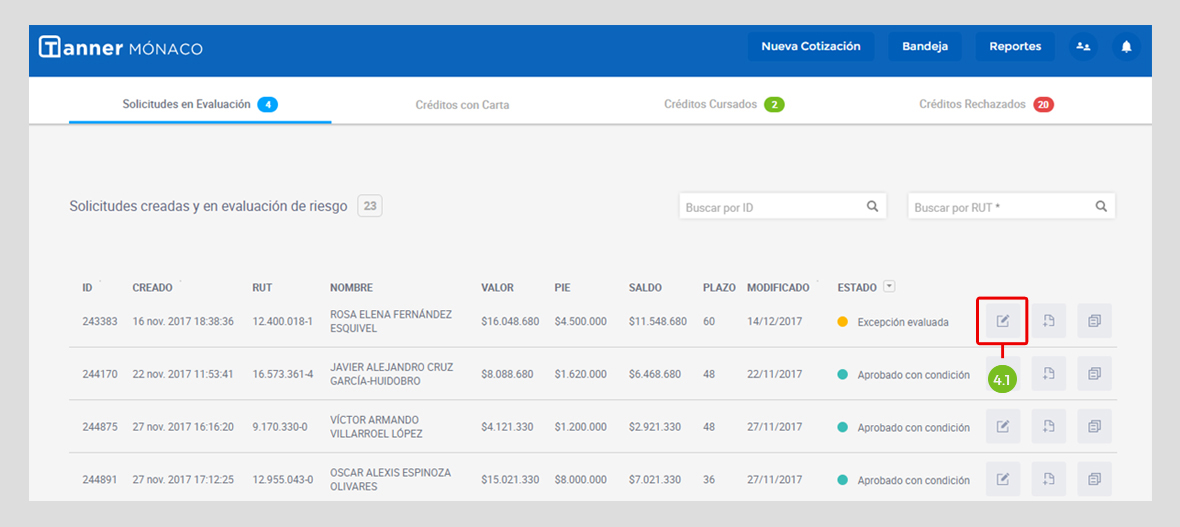 Tanner MÓNACO
Nueva Cotización
Bandeja
Reportes
Solicitudes en Evaluación 4
Créditos con Carta
Créditos Cursados 2
Créditos Rechazados 20
Solicitudes creadas y en evaluación de riesgo 23
Buscar por ID
Buscar por RUT *
ID CREADO RUT NOMBRE VALOR PIE SALDO PLAZO MODIFICADO ESTADO
243383 16 nov. 2017 18:38:36 12.400.018-1 ROSA ELENA FERNÁNDEZ ESQUIVEL $16.048.680 $4.500.000 $11.548.680 60 14/12/2017 Excepción evaluada
244170 22 nov. 2017 11:53:41 16.573.361-4 JAVIER ALEJANDRO CRUZ GARCÍA-HUIDOBRO $8.088.680 $1.620.000 $6.468.680 48 22/11/2017 Aprobado con condición
4.1
244875 27 nov. 2017 16:16:20 9.170.330-0 VÍCTOR ARMANDO VILLARROEL LÓPEZ $4.121.330 $1.200.000 $2.921.330 48 27/11/2017 Aprobado con condición
244891 27 nov. 2017 17:12:25 12.955.043-0 OSCAR ALEXIS ESPINOZA OLIVARES $15.021.330 $8.000.000 $7.021.330 36 27/11/2017 Aprobado con condición